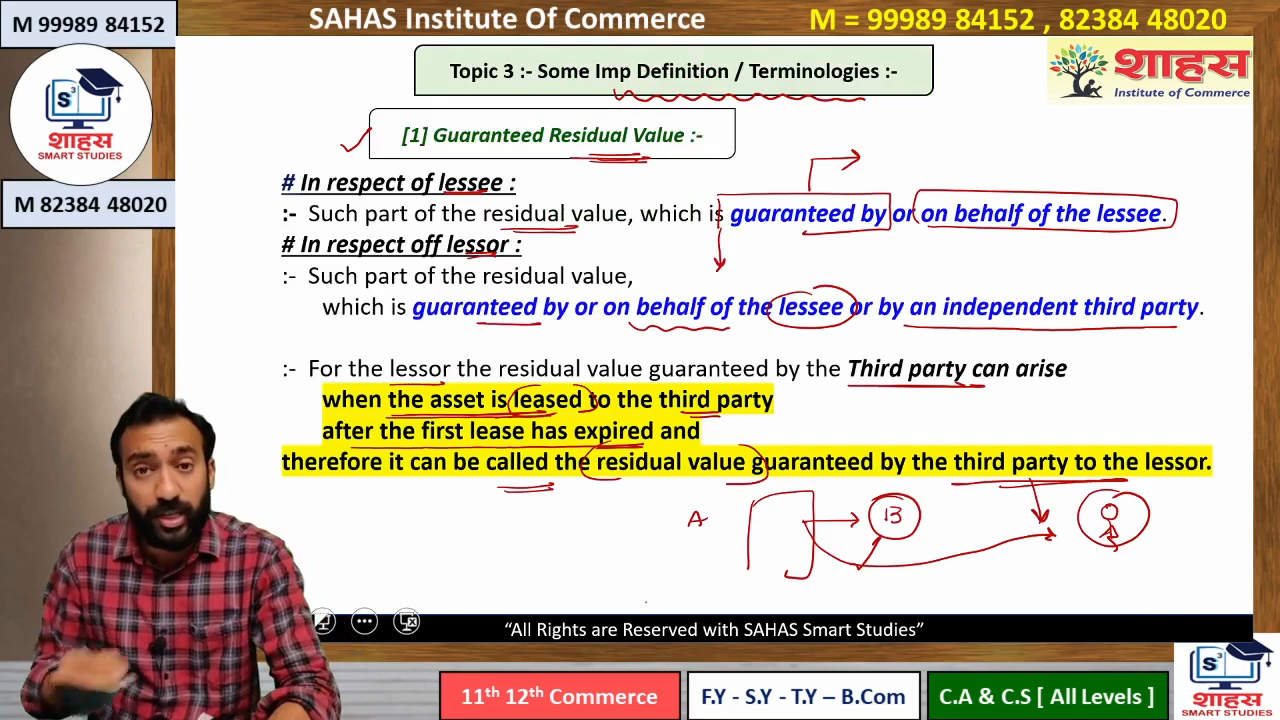 M 99989 84152
SAHAS Institute Of Commerce
M = 99989 84152 , 82384 48020
S³
शाहस
SMART STUDIES
M 82384 48020
शाहस
Institute of Commerce
Topic 3 :- Some Imp Definition / Terminologies :-
[1] Guaranteed Residual Value :-
# In respect of lessee :
:- Such part of the residual value, which is guaranteed by or on behalf of the lessee.
# In respect off lessor :
:- Such part of the residual value,
which is guaranteed by or on behalf of the lessee or by an independent third party.
:- For the lessor the residual value guaranteed by the Third party can arise
when the asset is leased to the third party
after the first lease has expired and
therefore it can be called the residual value guaranteed by the third party to the lessor.
A
B
“All Rights are Reserved with SAHAS Smart Studies”
11th 12th Commerce
F.Y - S.Y - T.Y – B.Com
C.A & C.S [ All Levels ]
S³
शाहस
SMART STUDIES